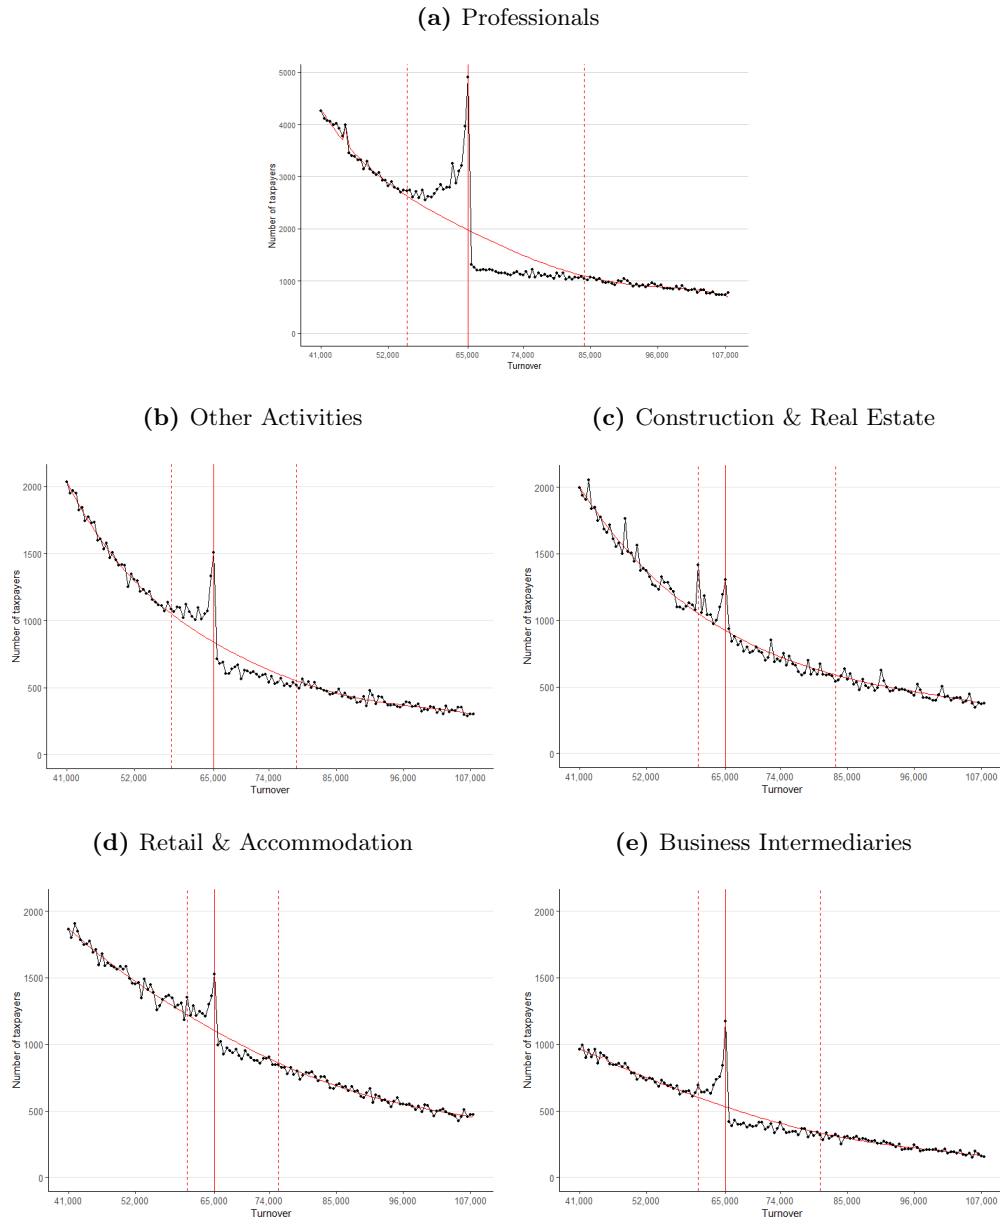 (a) Professionals
Number of taxpayers
5000
4000
3000
2000
1000
0
41,000 52,000 65,000 74,000 85,000 96,000 107,000
Turnover
(b) Other Activities
Number of taxpayers
2000
1500
1000
500
0
41,000 52,000 65,000 74,000 85,000 96,000 107,000
Turnover
(c) Construction & Real Estate
Number of taxpayers
2000
1500
1000
500
0
41,000 52,000 65,000 74,000 85,000 96,000 107,000
Turnover
(d) Retail & Accommodation
Number of taxpayers
2000
1500
1000
500
0
41,000 52,000 65,000 74,000 85,000 96,000 107,000
Turnover
(e) Business Intermediaries
Number of taxpayers
2000
1500
1000
500
0
41,000 52,000 65,000 74,000 85,000 96,000 107,000
Turnover